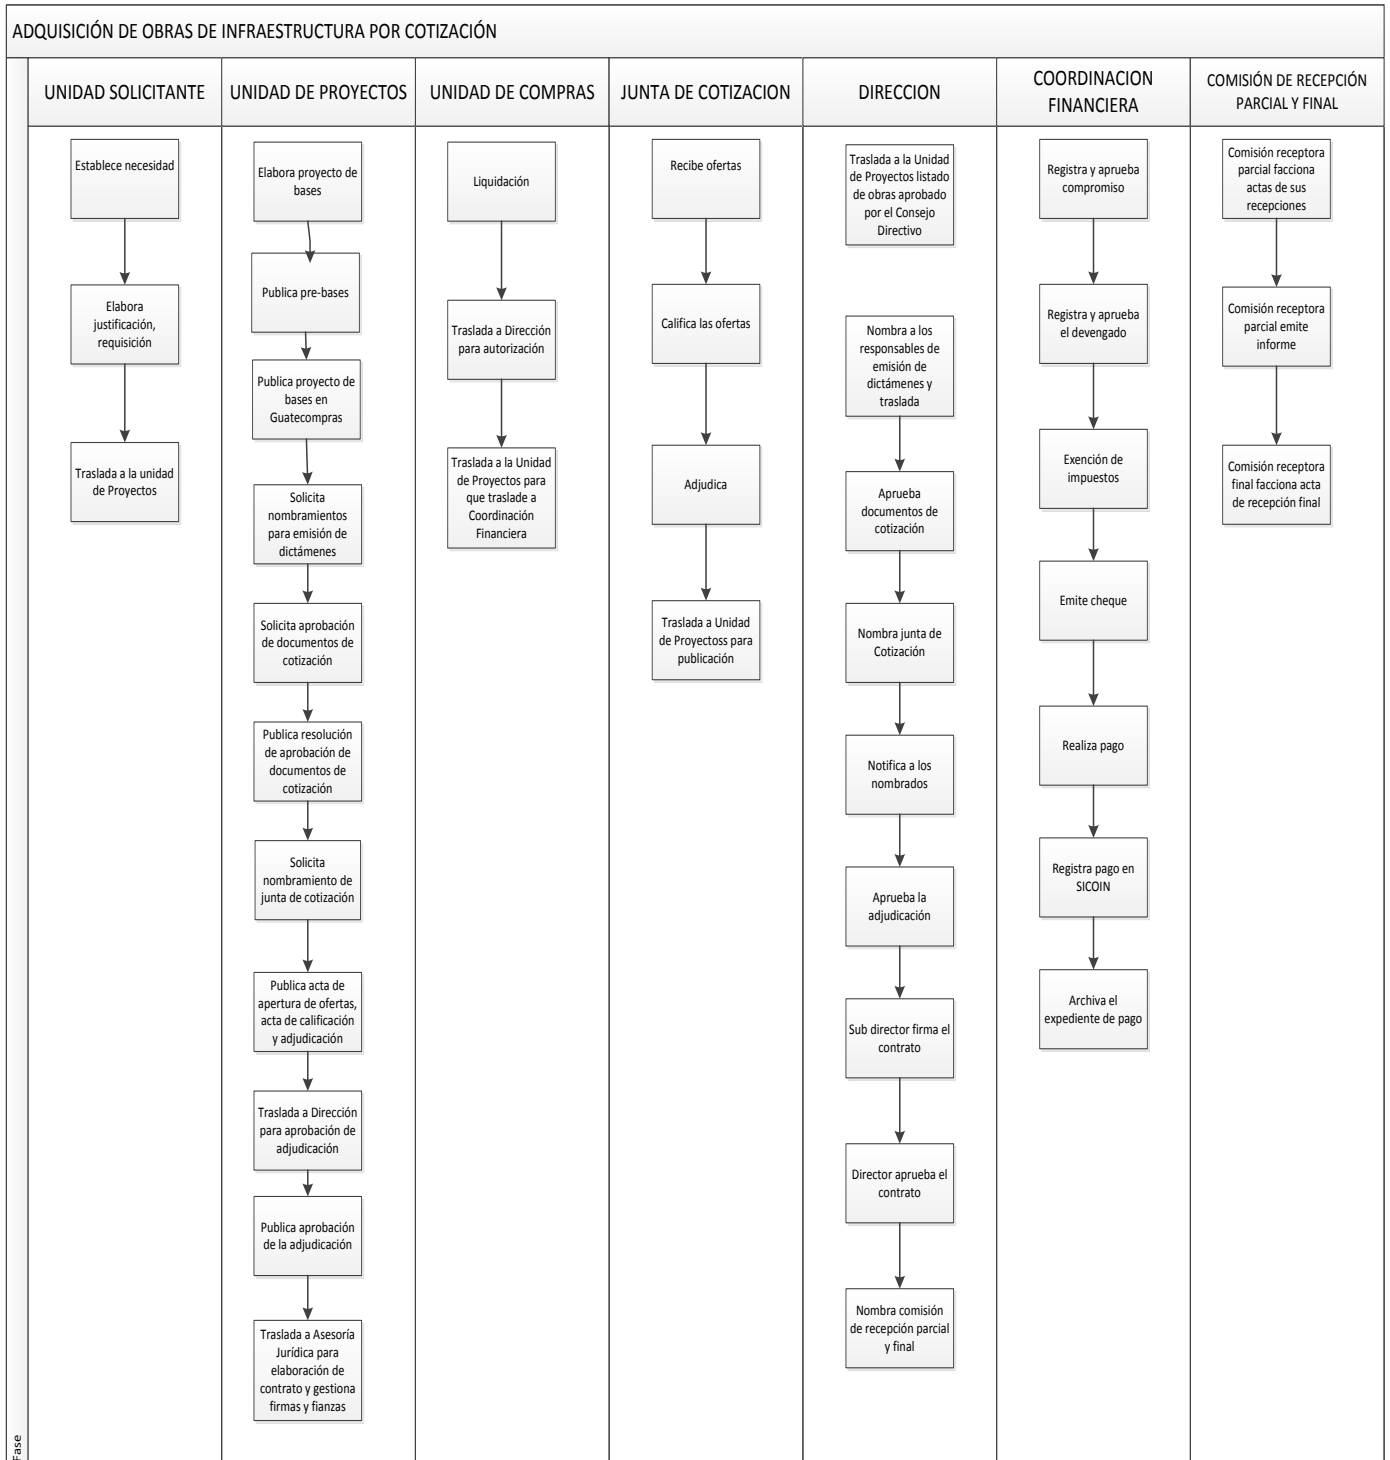 ADQUISICIÓN DE OBRAS DE INFRAESTRUCTURA POR COTIZACIÓN
UNIDAD SOLICITANTE
Establece necesidad
Elabora
justificación,
requisición
Traslada a la unidad
de Proyectos
UNIDAD DE PROYECTOS
Elabora proyecto de
bases
Publica pre-bases
Publica proyecto de
bases en
Guatecompras
Solicita
nombramientos
para emisión de
dictámenes
Solicita aprobación
de documentos de
cotización
Publica resolución
de aprobación de
documentos de
cotización
Solicita
nombramiento de
junta de cotización
Publica acta de
apertura de ofertas,
acta de calificación
y adjudicación
Traslada a Dirección
para aprobación de
adjudicación
Publica aprobación
de la adjudicación
Traslada a Asesoría
Jurídica para
elaboración de
contrato y gestiona
firmas y fianzas
UNIDAD DE COMPRAS
Liquidación
Traslada a Dirección
para autorización
Traslada a la Unidad
de Proyectos para
que traslade a
Coordinación
Financiera
JUNTA DE COTIZACION
Recibe ofertas
Califica las ofertas
Adjudica
Traslada a Unidad
de Proyectoss para
publicación
DIRECCION
Traslada a la Unidad
de Proyectos listado
de obras aprobado
por el Consejo
Directivo
Nombra a los
responsables de
emisión de
dictámenes y
traslada
Aprueba
documentos de
cotización
Nombra junta de
Cotización
Notifica a los
nombrados
Aprueba la
adjudicación
Sub director firma el
contrato
Director aprueba el
contrato
Nombra comisión
de recepción parcial
y final
COORDINACION
FINANCIERA
Registra y aprueba
compromiso
Registra y aprueba
el devengado
Exención de
impuestos
Emite cheque
Realiza pago
Registra pago en
SICOIN
Archiva el
expediente de pago
COMISIÓN DE RECEPCIÓN
PARCIAL Y FINAL
Comisión receptora
parcial facciona
actas de sus
recepciones
Comisión receptora
parcial emite
informe
Comisión receptora
final facciona acta
de recepción final
Fase